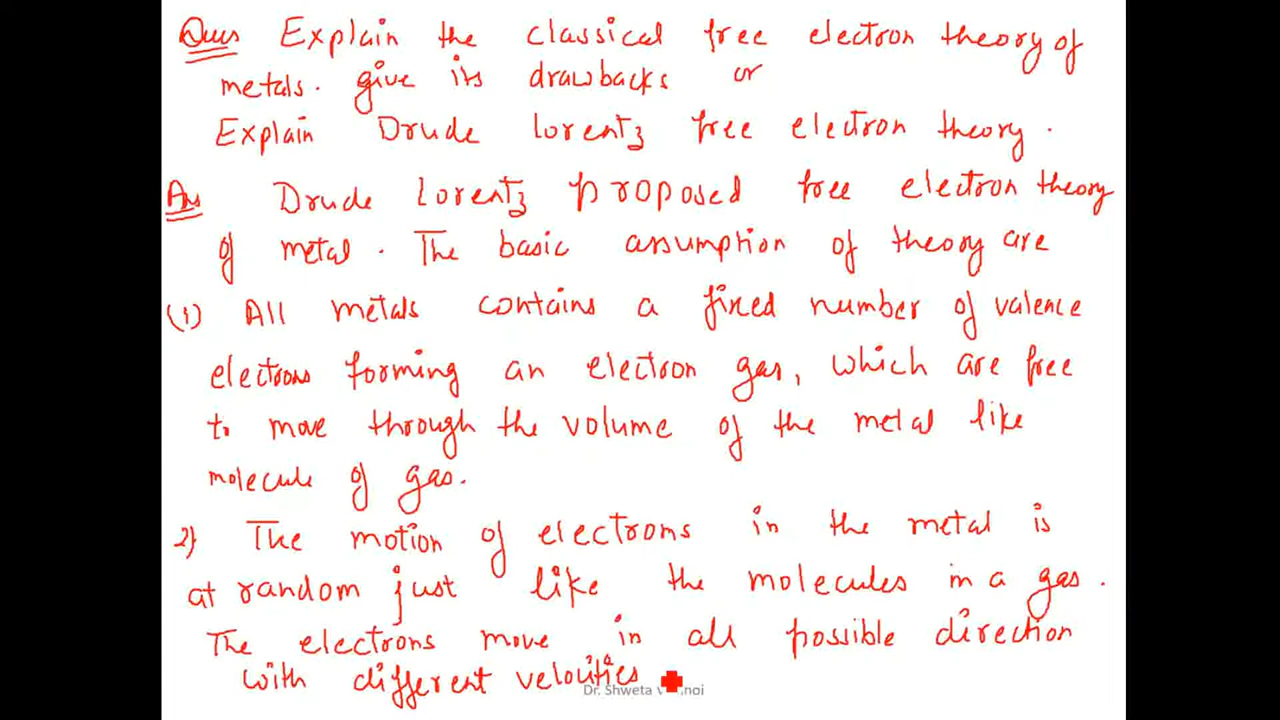 Ques Explain the classical free electron theory of
metals. give its drawbacks or
Explain Drude Lorentz free electron theory.
Ans Drude Lorentz proposed free electron theory
of metal. The basic assumption of theory are
(1) All metals contains a fixed number of valence
electrons forming an electron gas, which are free
to move through the volume of the metal like
molecule of gas.
2) The motion of electrons in the metal is
at random just like the molecules in a gas.
The electrons move in all possible direction
with different velocities
Dr. Shweta